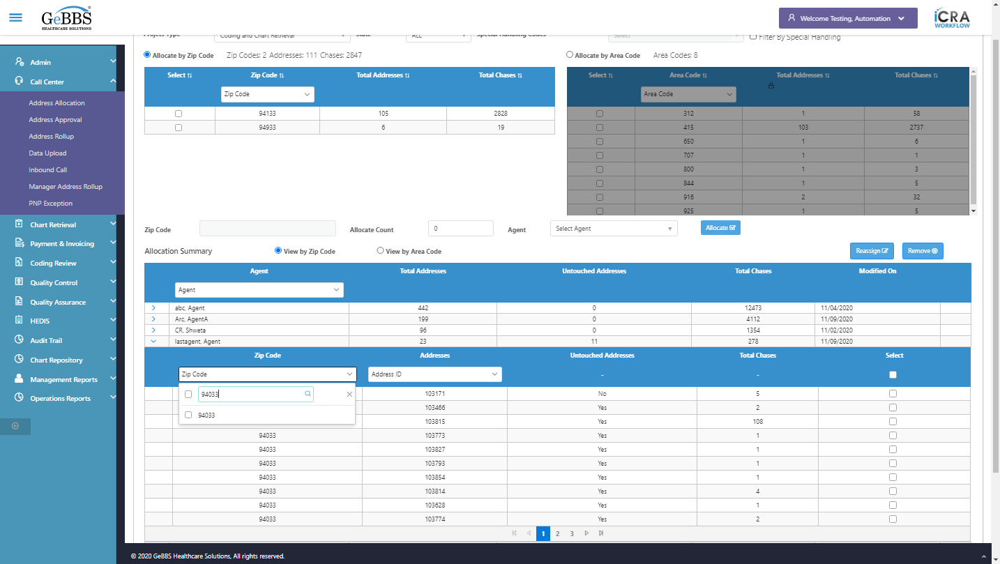 GeBBS
HEALTHCARE SOLUTIONS
Welcome Testing, Automation
iCRA
WORKFLOW
Project Type Coding and Chart Retrieval State ALL Special Handling Codes Select Filter By Special Handling
Admin
Call Center
Address Allocation
Address Approval
Address Rollup
Data Upload
Inbound Call
Manager Address Rollup
PNP Exception
Chart Retrieval
Payment & Invoicing
Coding Review
Quality Control
Quality Assurance
HEDIS
Audit Trail
Chart Repository
Management Reports
Operations Reports
Allocate by Zip Code Zip Codes: 2 Addresses: 111 Chases: 2847
Select Zip Code Total Addresses Total Chases
Zip Code
94133 105 2828
94933 6 19
Allocate by Area Code Area Codes: 8
Select Area Code Total Addresses Total Chases
Area Code
312 1 58
415 103 2737
650 1 6
707 1 1
800 1 3
844 1 5
916 2 32
925 1 5
Zip Code Allocate Count 0 Agent Select Agent Allocate
Allocation Summary View by Zip Code View by Area Code Reassign Remove
Agent Total Addresses Untouched Addresses Total Chases Modified On
Agent
abc, Agent 442 0 12473 11/04/2020
Arc, AgentA 199 0 4112 11/09/2020
CR, Shweta 96 0 1354 11/02/2020
lastagent, Agent 23 11 278 11/09/2020
Zip Code Addresses Untouched Addresses Total Chases Select
Zip Code Address ID - -
94033 103171 No 5
103466 Yes 2
94033 103815 Yes 108
94033 103773 Yes 1
94033 103827 Yes 1
94033 103793 Yes 1
94033 103854 Yes 1
94033 103814 Yes 4
94033 103628 Yes 1
94033 103774 Yes 2
1 2 3
© 2020 GeBBS Healthcare Solutions, All rights reserved.